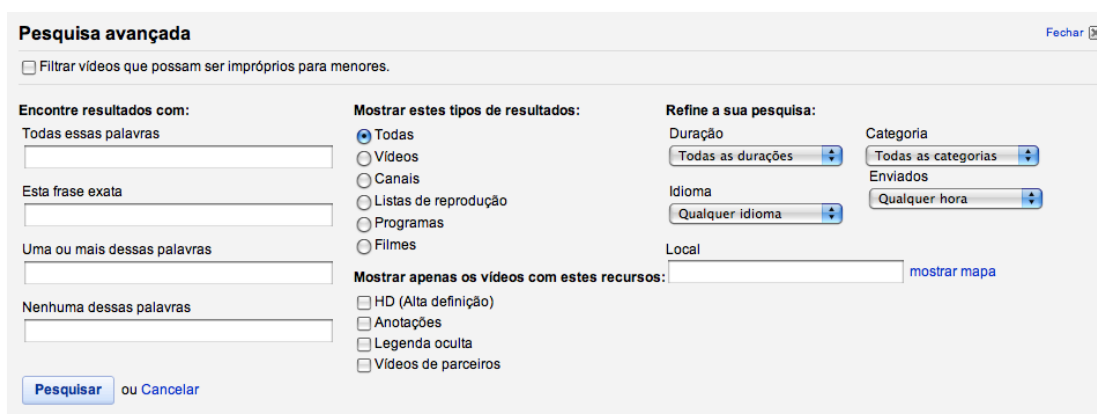 Pesquisa avançada
Fechar
Filtrar vídeos que possam ser impróprios para menores.
Encontre resultados com:
Todas essas palavras
Esta frase exata
Uma ou mais dessas palavras
Nenhuma dessas palavras
Mostrar estes tipos de resultados:
Todas
Vídeos
Canais
Listas de reprodução
Programas
Filmes
Mostrar apenas os vídeos com estes recursos:
HD (Alta definição)
Anotações
Legenda oculta
Vídeos de parceiros
Refine a sua pesquisa:
Duração
Todas as durações
Categoria
Todas as categorias
Idioma
Qualquer idioma
Enviados
Qualquer hora
Local
mostrar mapa
Pesquisar ou Cancelar